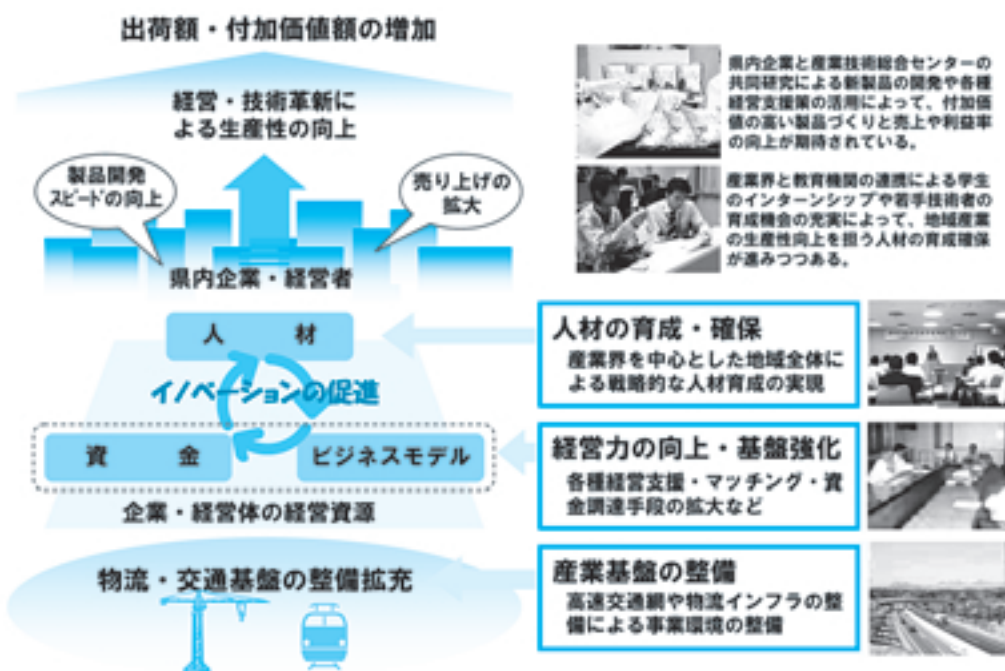 出荷額・付加価値額の増加
経営・技術革新に
よる生産性の向上
製品開発
スピードの向上
売り上げの
拡大
県内企業・経営者
人　材
イノベーションの促進
資　金
ビジネスモデル
企業・経営体の経営資源
物流・交通基盤の整備拡充
県内企業と産業技術総合センターの
共同研究による新製品の開発や各種
経営支援策の活用によって、付加価
値の高い製品づくりと売上や利益率
の向上が期待されている。
産業界と教育機関の連携による学生
のインターンシップや若手技術者の
育成機会の充実によって、地域産業
の生産性向上を担う人材の育成確保
が進みつつある。
人材の育成・確保
産業界を中心とした地域全体に
よる戦略的な人材育成の実現
経営力の向上・基盤強化
各種経営支援・マッチング・資
金調達手段の拡大など
産業基盤の整備
高速交通網や物流インフラの整
備による事業環境の整備